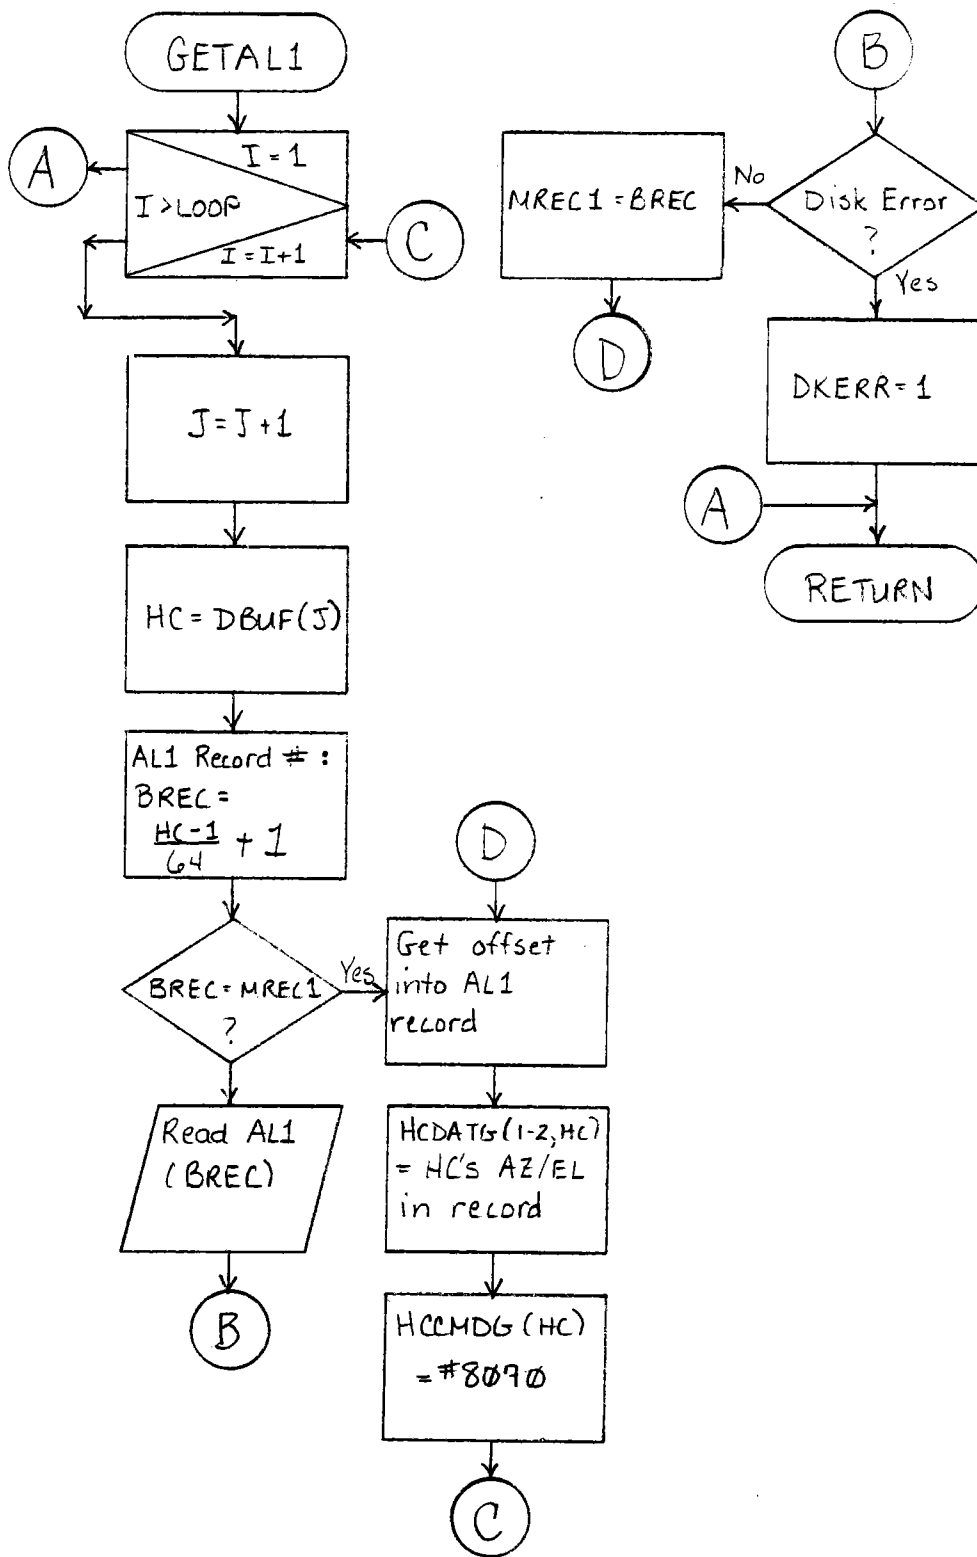 GETAL1
A
I = 1
I > LOOP
I = I + 1
C
J = J + 1
HC = DBUF(J)
AL1 Record # :
BREC =
HC-1
64
+ 1
BREC = MREC1
?
Yes
Read AL1
(BREC)
B
B
Disk Error
?
No
MREC1 = BREC
D
Yes
DKERR = 1
A
RETURN
D
Get offset
into AL1
record
HCDATG(1-2, HC)
= HC's AZ/EL
in record
HCCMDG (HC)
= #8070
C